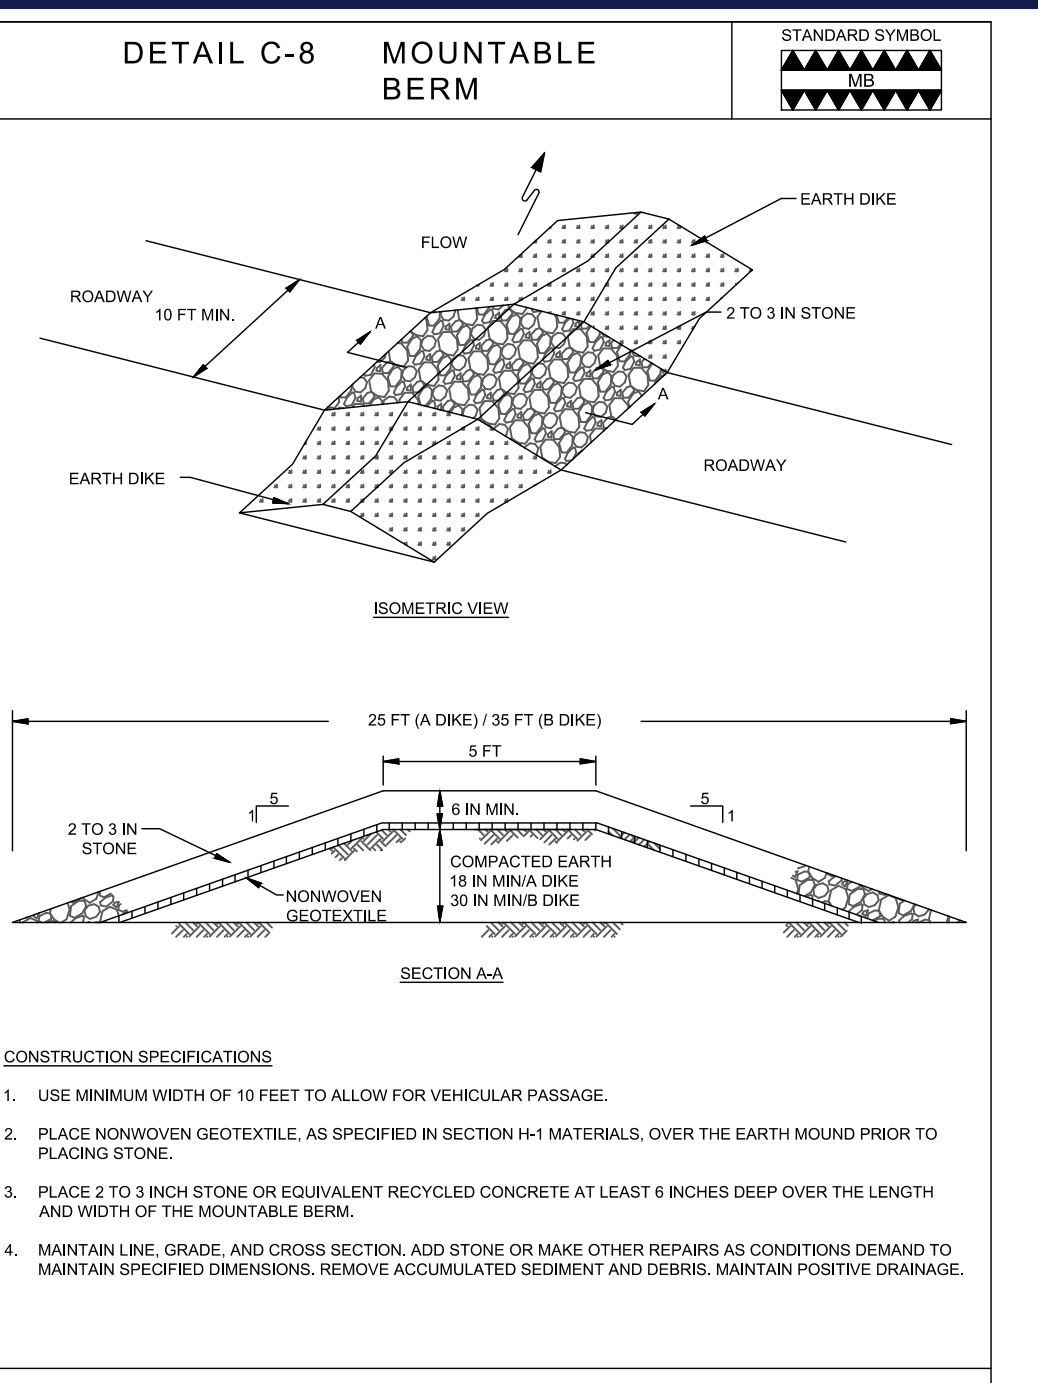 DETAIL C-8 MOUNTABLE
BERM
STANDARD SYMBOL
MB
EARTH DIKE
FLOW
ROADWAY
10 FT MIN.
2 TO 3 IN STONE
A
A
ROADWAY
EARTH DIKE
ISOMETRIC VIEW
25 FT (A DIKE) / 35 FT (B DIKE)
5 FT
5
1
5
1
6 IN MIN.
2 TO 3 IN
STONE
COMPACTED EARTH
18 IN MIN/A DIKE
30 IN MIN/B DIKE
NONWOVEN
GEOTEXTILE
SECTION A-A
CONSTRUCTION SPECIFICATIONS
1. USE MINIMUM WIDTH OF 10 FEET TO ALLOW FOR VEHICULAR PASSAGE.
2. PLACE NONWOVEN GEOTEXTILE, AS SPECIFIED IN SECTION H-1 MATERIALS, OVER THE EARTH MOUND PRIOR TO
PLACING STONE.
3. PLACE 2 TO 3 INCH STONE OR EQUIVALENT RECYCLED CONCRETE AT LEAST 6 INCHES DEEP OVER THE LENGTH
AND WIDTH OF THE MOUNTABLE BERM.
4. MAINTAIN LINE, GRADE, AND CROSS SECTION. ADD STONE OR MAKE OTHER REPAIRS AS CONDITIONS DEMAND TO
MAINTAIN SPECIFIED DIMENSIONS. REMOVE ACCUMULATED SEDIMENT AND DEBRIS. MAINTAIN POSITIVE DRAINAGE.